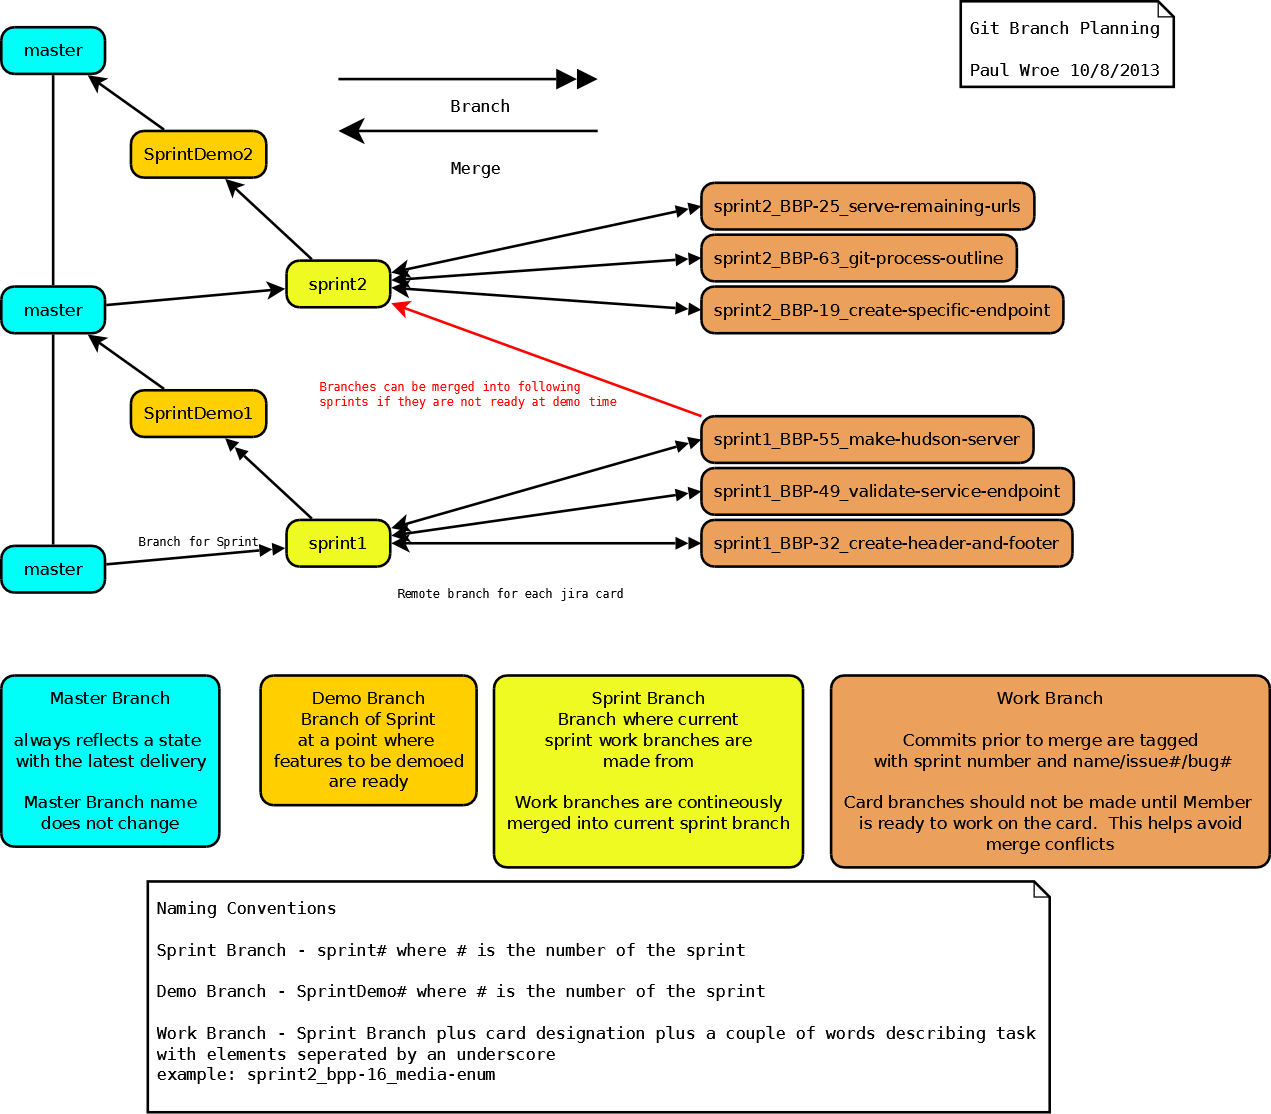 Git Branch Planning
Paul Wroe 10/8/2013
master
Branch
SprintDemo2
Merge
sprint2_BBP-25_serve-remaining-urls
sprint2_BBP-63_git-process-outline
sprint2
master
sprint2_BBP-19_create-specific-endpoint
Branches can be merged into following
sprints if they are not ready at demo time
SprintDemo1
sprint1_BBP-55_make-hudson-server
sprint1_BBP-49_validate-service-endpoint
Branch for Sprint
sprint1
sprint1_BBP-32_create-header-and-footer
master
Remote branch for each jira card
Master Branch
always reflects a state
with the latest delivery
Master Branch name
does not change
Demo Branch
Branch of Sprint
at a point where
features to be demoed
are ready
Sprint Branch
Branch where current
sprint work branches are
made from
Work branches are contineously
merged into current sprint branch
Work Branch
Commits prior to merge are tagged
with sprint number and name/issue#/bug#
Card branches should not be made until Member
is ready to work on the card.  This helps avoid
merge conflicts
Naming Conventions
Sprint Branch - sprint# where # is the number of the sprint
Demo Branch - SprintDemo# where # is the number of the sprint
Work Branch - Sprint Branch plus card designation plus a couple of words describing task
with elements seperated by an underscore
example: sprint2_bpp-16_media-enum